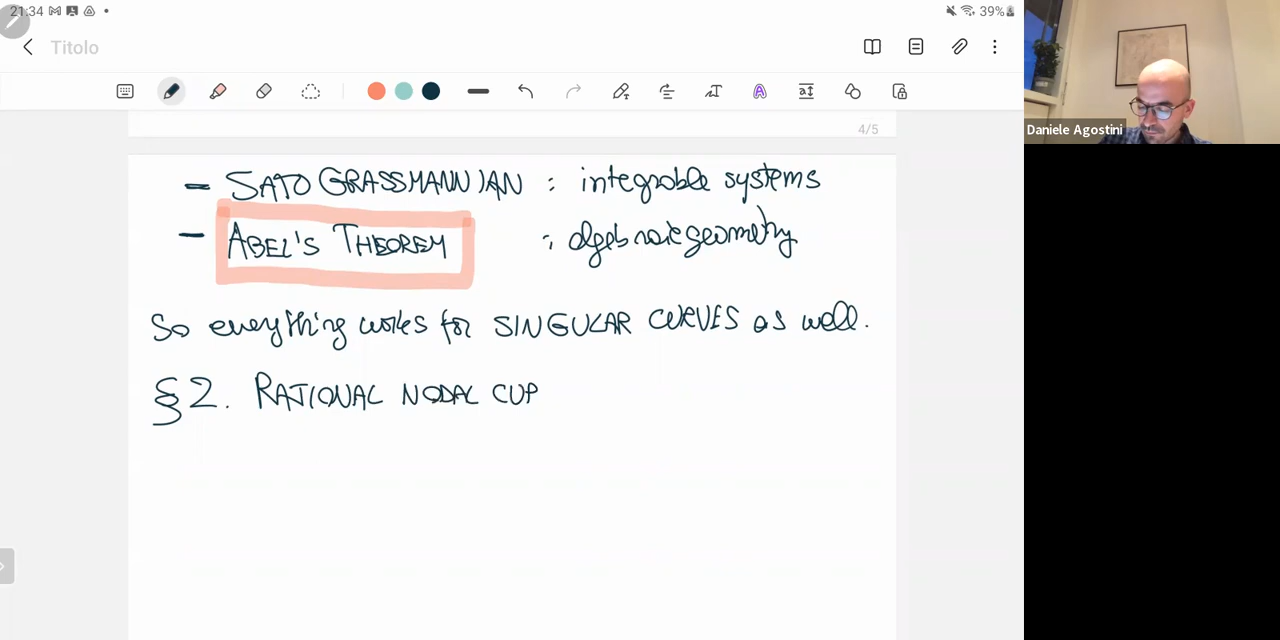 21:34
39%
Titolo
Daniele Agostini
4/5
- SATO GRASSMANNIAN : integrable systems
- ABEL'S THEOREM : algebraic geometry
So everything works for SINGULAR CURVES as well.
§2. RATIONAL NODAL CUP